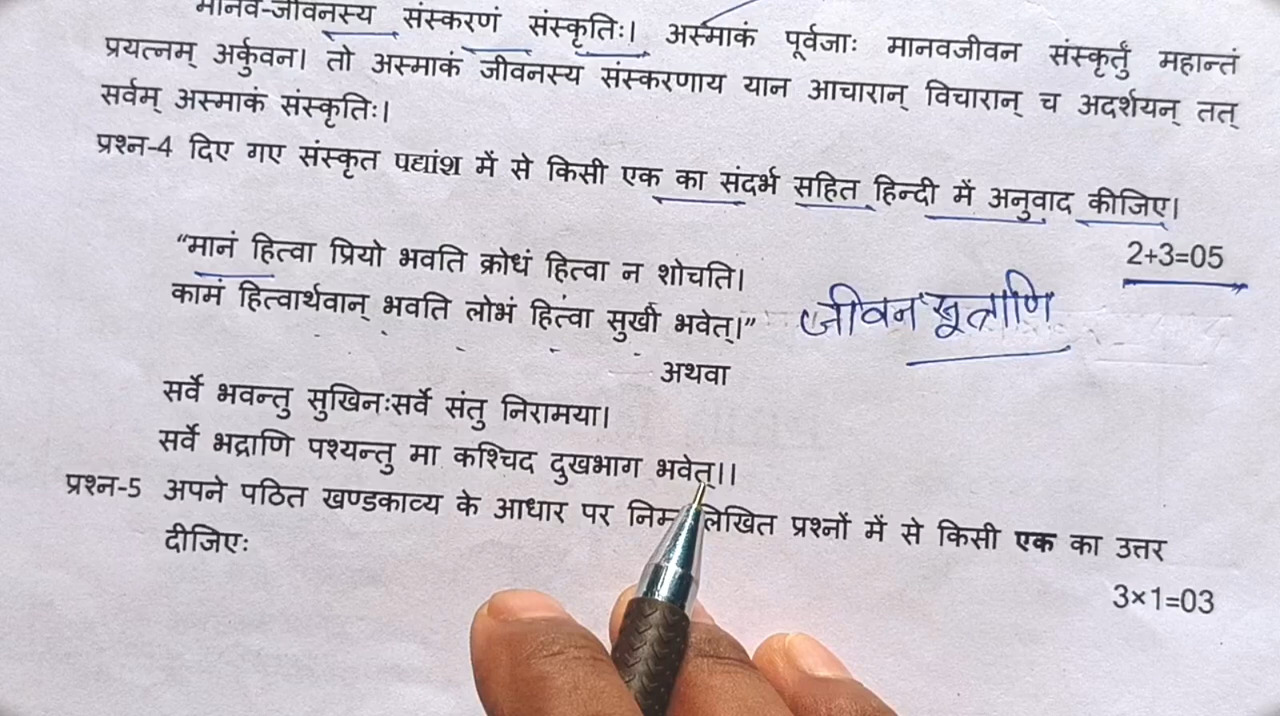 मानव-जीवनस्य संस्करणं संस्कृतिः। अस्माकं पूर्वजाः मानवजीवन संस्कर्तुं महान्तं
प्रयत्नम् अर्कुवन। तो अस्माकं जीवनस्य संस्करणाय यान आचारान् विचारान् च अदर्शयन् तत्
सर्वम् अस्माकं संस्कृतिः।
प्रश्न-4 दिए गए संस्कृत पद्यांश में से किसी एक का संदर्भ सहित हिन्दी में अनुवाद कीजिए।
2+3=05
“मानं हित्वा प्रियो भवति क्रोधं हित्वा न शोचति।
कामं हित्वार्थवान् भवति लोभं हित्वा सुखी भवेत्।”
जीवन सूत्राणि
अथवा
सर्वे भवन्तु सुखिनःसर्वे संतु निरामया।
सर्वे भद्राणि पश्यन्तु मा कश्चिद दुखभाग भवेत्।।
प्रश्न-5 अपने पठित खण्डकाव्य के आधार पर निम्नलिखित प्रश्नों में से किसी एक का उत्तर
दीजिए:
3×1=03